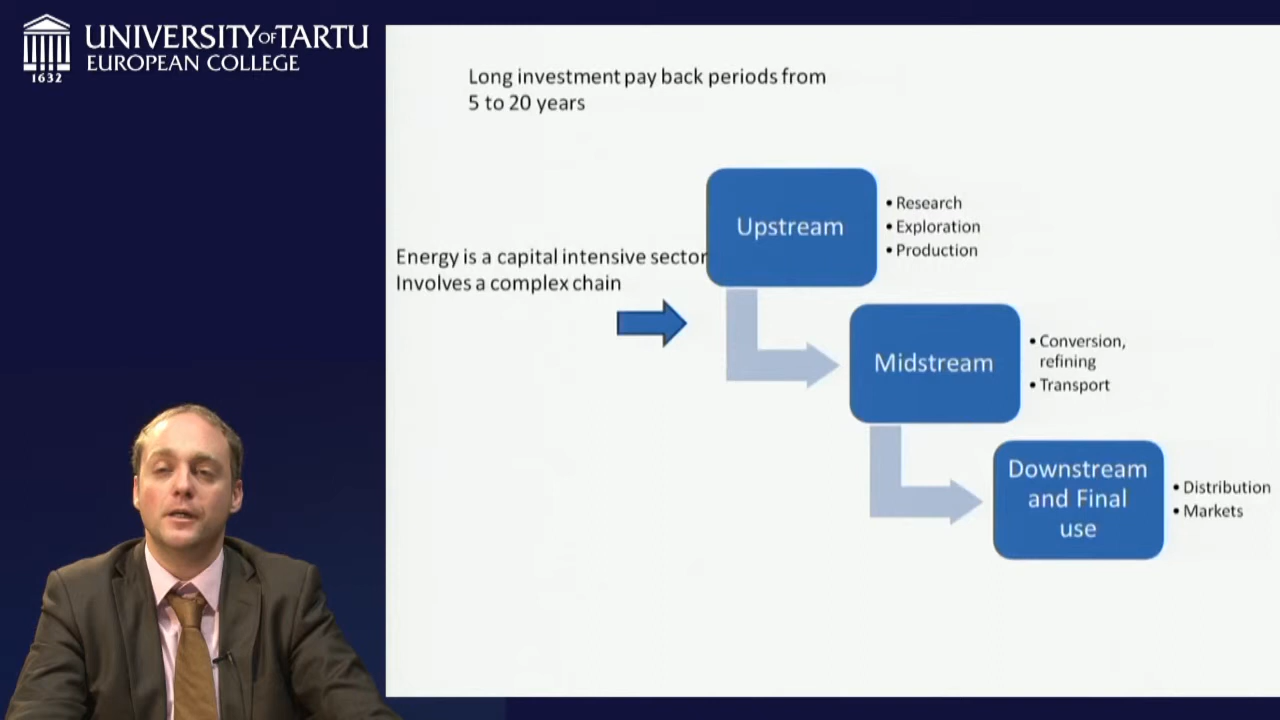 UNIVERSITY OF TARTU
EUROPEAN COLLEGE
1632
Long investment pay back periods from
5 to 20 years
Energy is a capital intensive sector
Involves a complex chain
Upstream
• Research
• Exploration
• Production
Midstream
• Conversion,
refining
• Transport
Downstream
and Final
use
• Distribution
• Markets